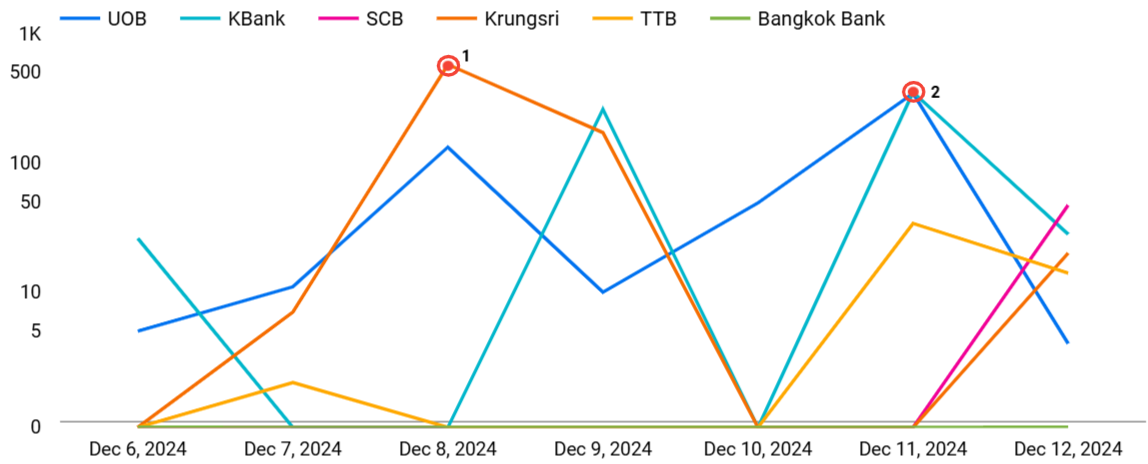 UOB KBank SCB Krungsri TTB Bangkok Bank
1K
1
500
2
100
50
10
5
0
Dec 6, 2024 Dec 7, 2024 Dec 8, 2024 Dec 9, 2024 Dec 10, 2024 Dec 11, 2024 Dec 12, 2024